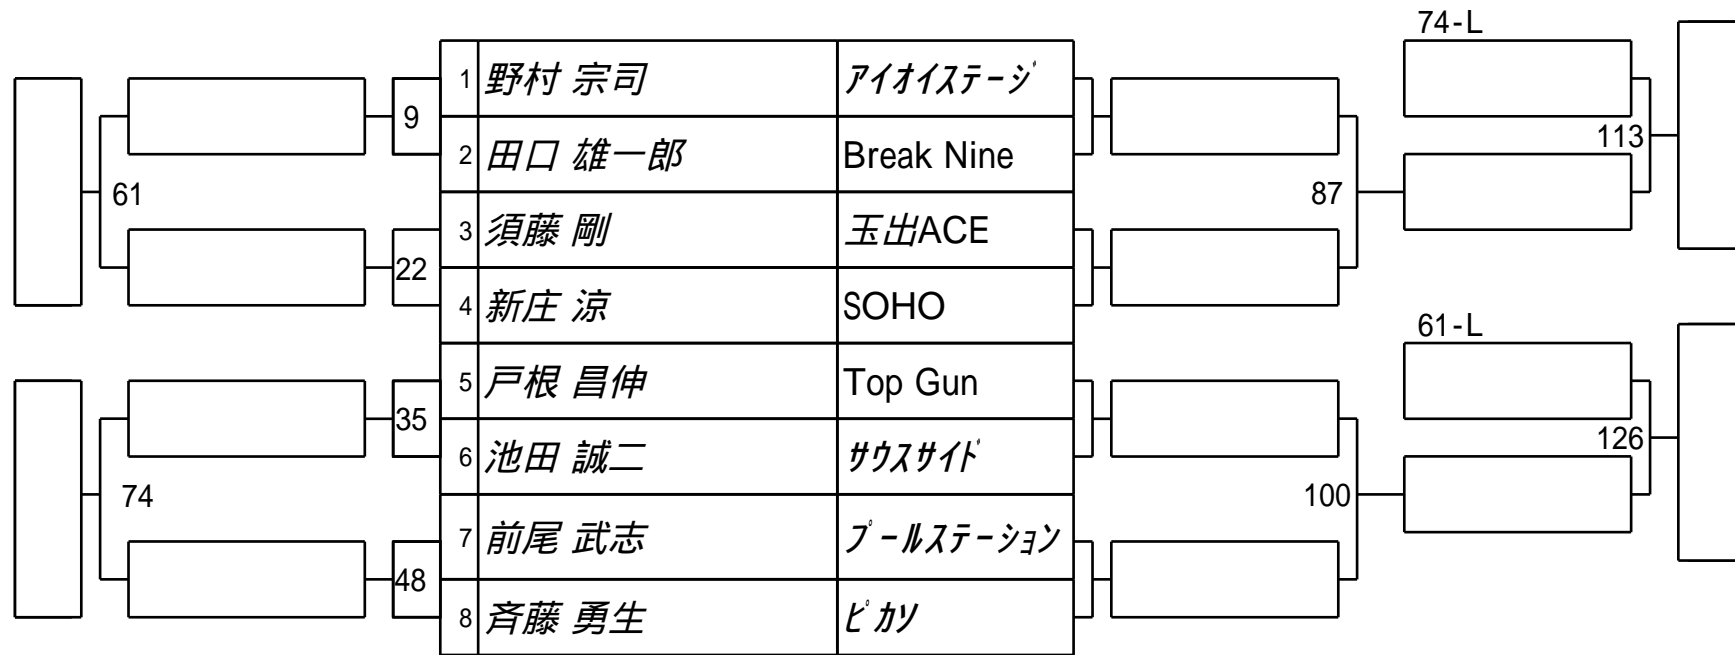 74-L
1 野村 宗司 ｱｲｵｲｽﾃｰｼﾞ
9
113
2 田口 雄一郎 Break Nine
61
87
3 須藤 剛 玉出ACE
22
4 新庄 涼 SOHO
61-L
5 戸根 昌伸 Top Gun
35
126
6 池田 誠二 ｻｳｽｻｲﾄﾞ
74
100
7 前尾 武志 ﾌﾟｰﾙｽﾃｰｼｮﾝ
48
8 斉藤 勇生 ﾋﾟｶｿ